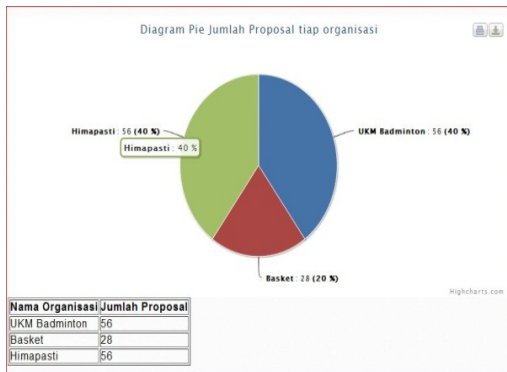 Diagram Pie Jumlah Proposal tiap organisasi
Himapasti : 56 (40 %)
Himapasti : 40 %
UKM Badminton : 56 (40 %)
Basket : 28 (20 %)
Highcharts.com
Nama Organisasi Jumlah Proposal
UKM Badminton 56
Basket 28
Himapasti 56